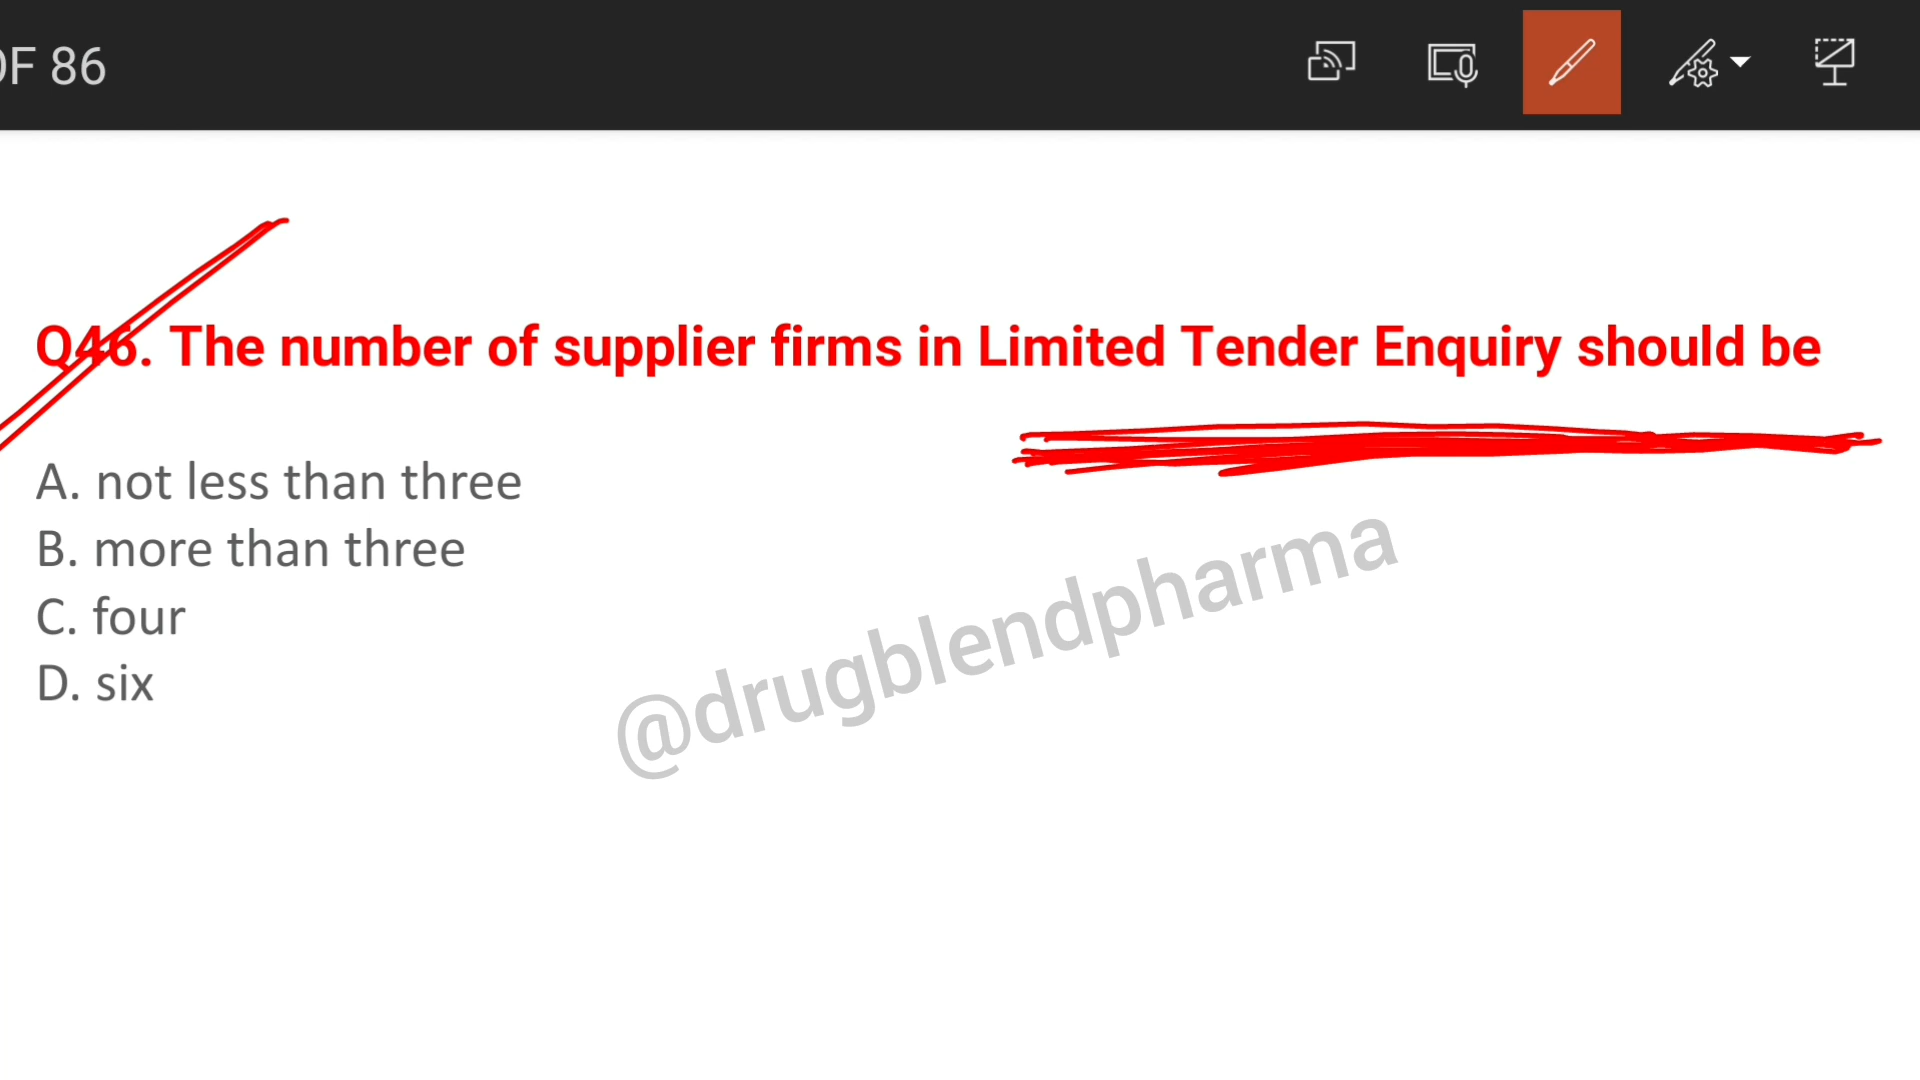 OF 86
Q46. The number of supplier firms in Limited Tender Enquiry should be
A. not less than three
B. more than three
C. four
D. six
@drugblendpharma